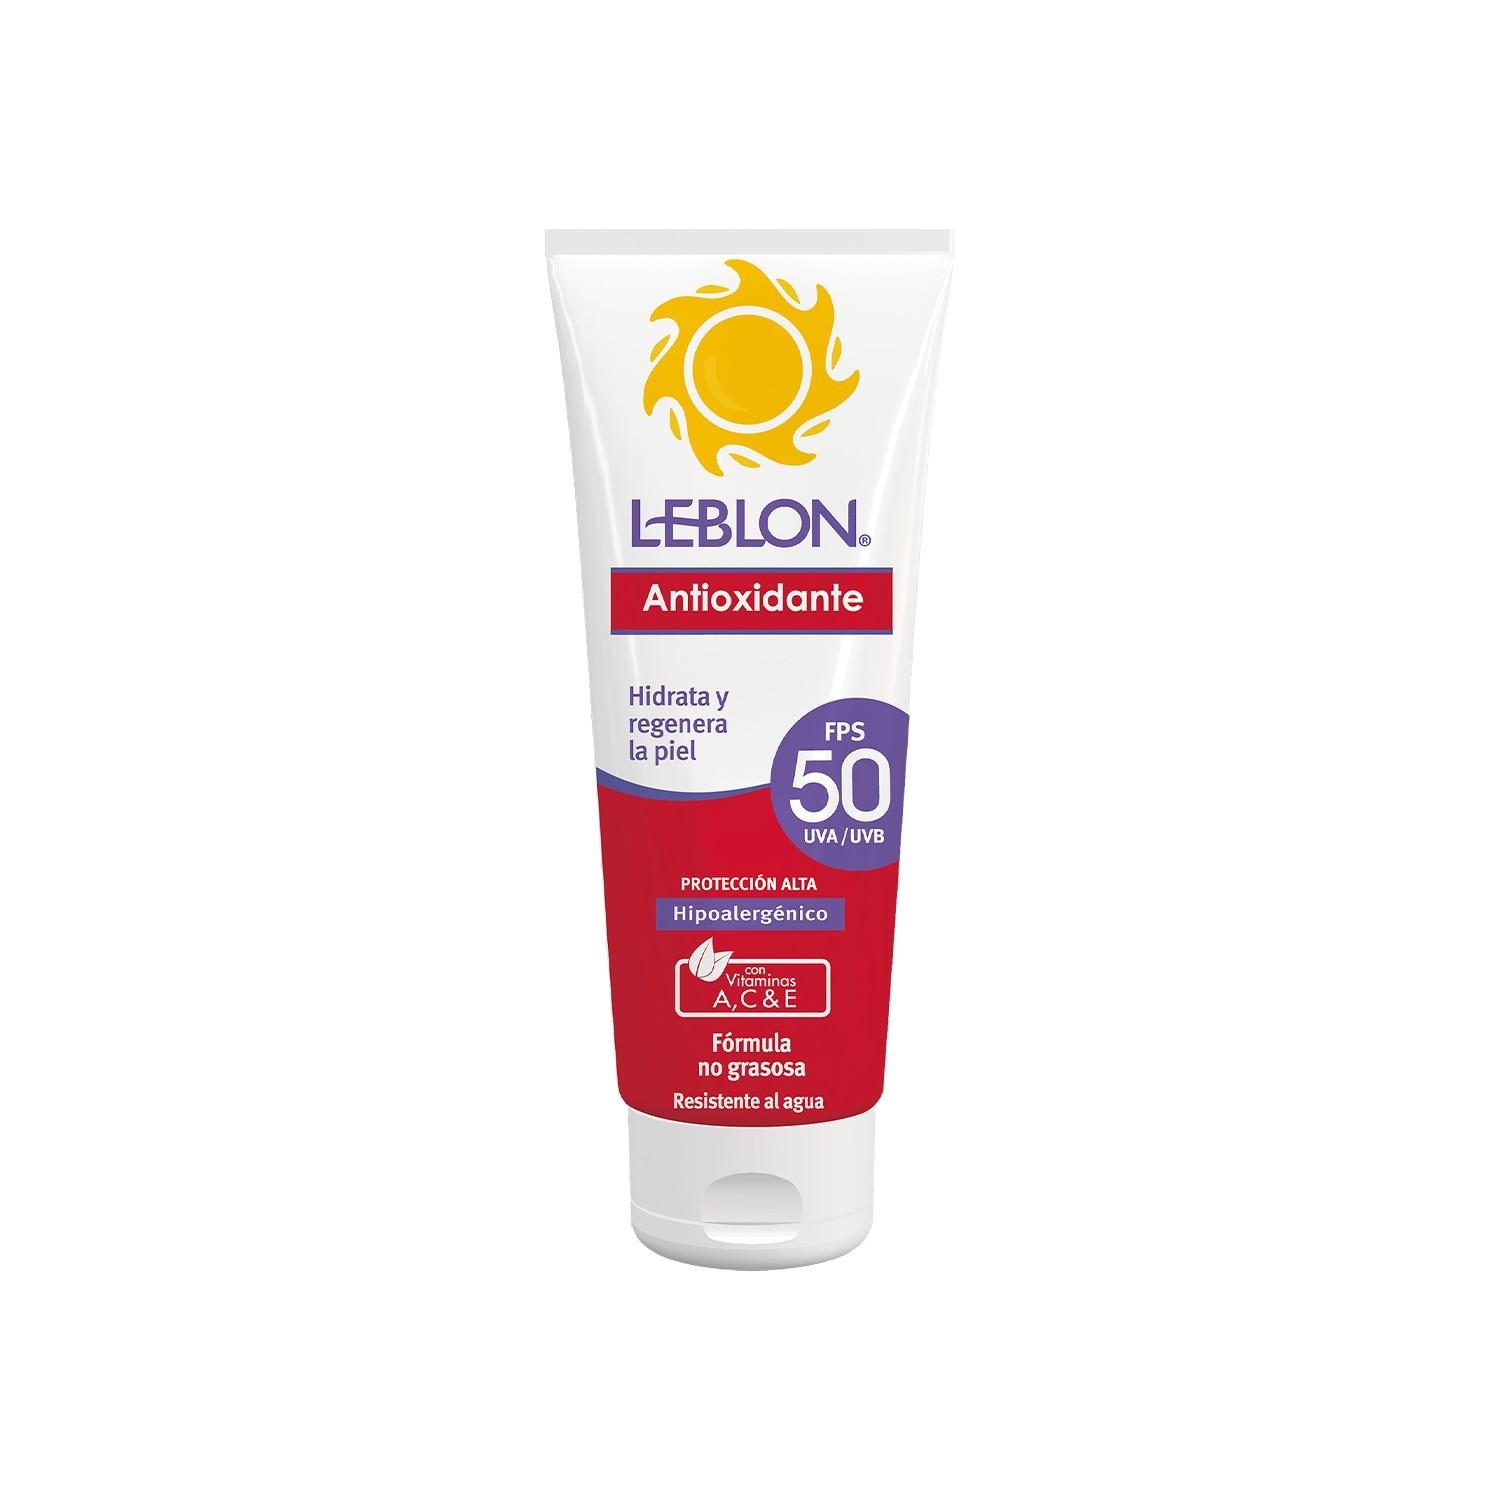 LEBLON®
Antioxidante
Hidrata y
regenera
la piel
FPS
50
UVA / UVB
PROTECCIÓN ALTA
Hipoalergénico
con
Vitaminas
A, C & E
Fórmula
no grasosa
Resistente al agua